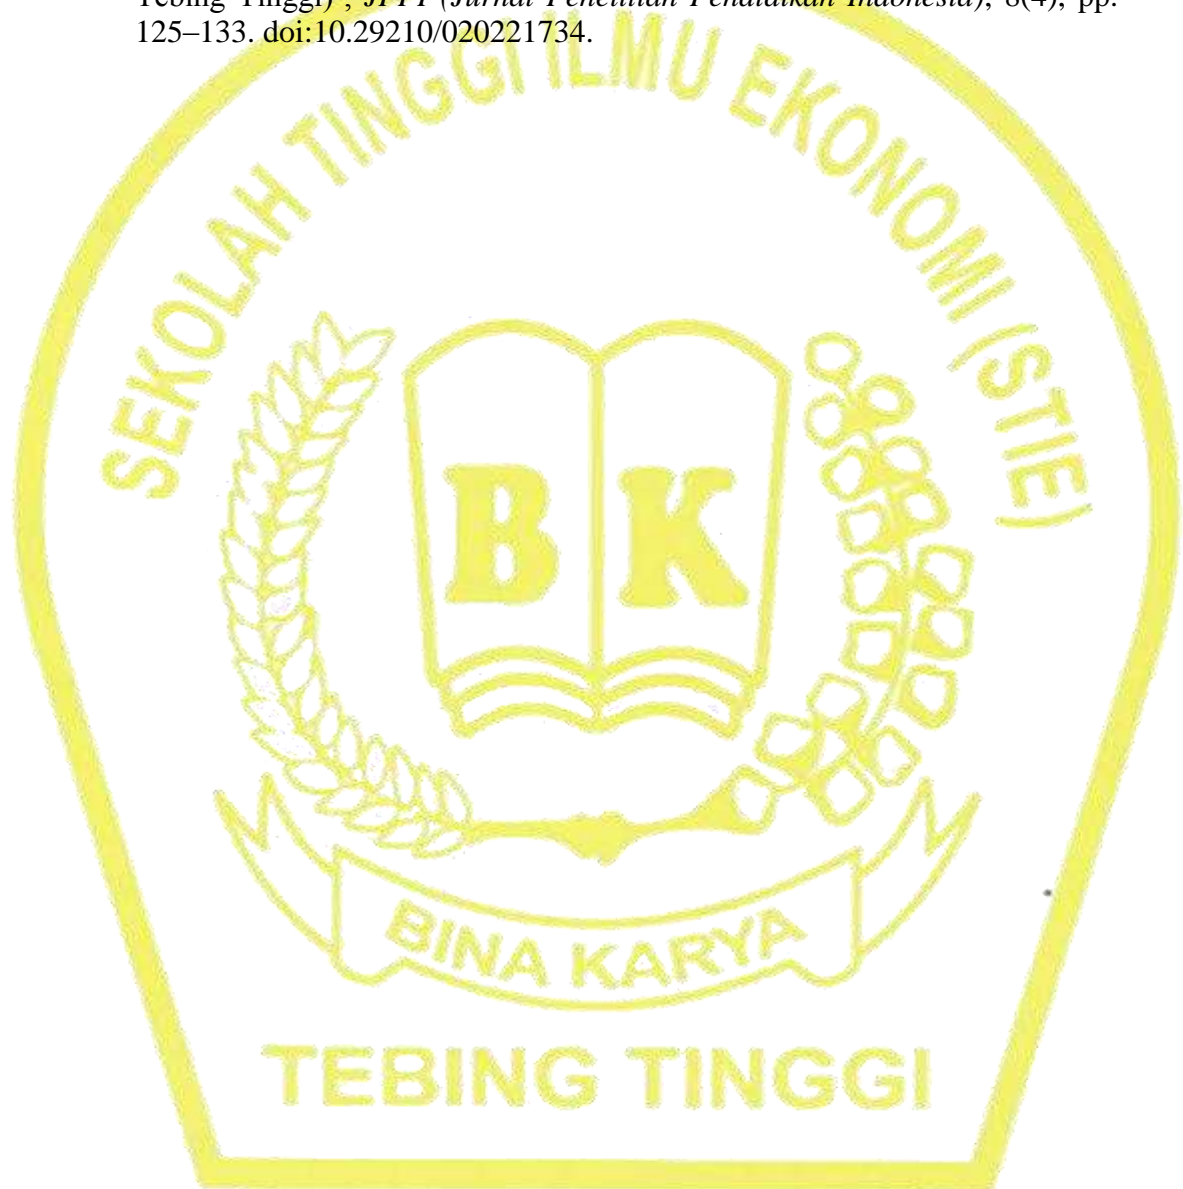 Tebing Tinggi)', JPPI (Jurnal Penelitian Pendidikan Indonesia), 8(4), pp.
125–133. doi:10.29210/020221734.
SEKOLAH TINGGI ILMU EKONOMI (STIE)
B K
BINA KARYA
TEBING TINGGI